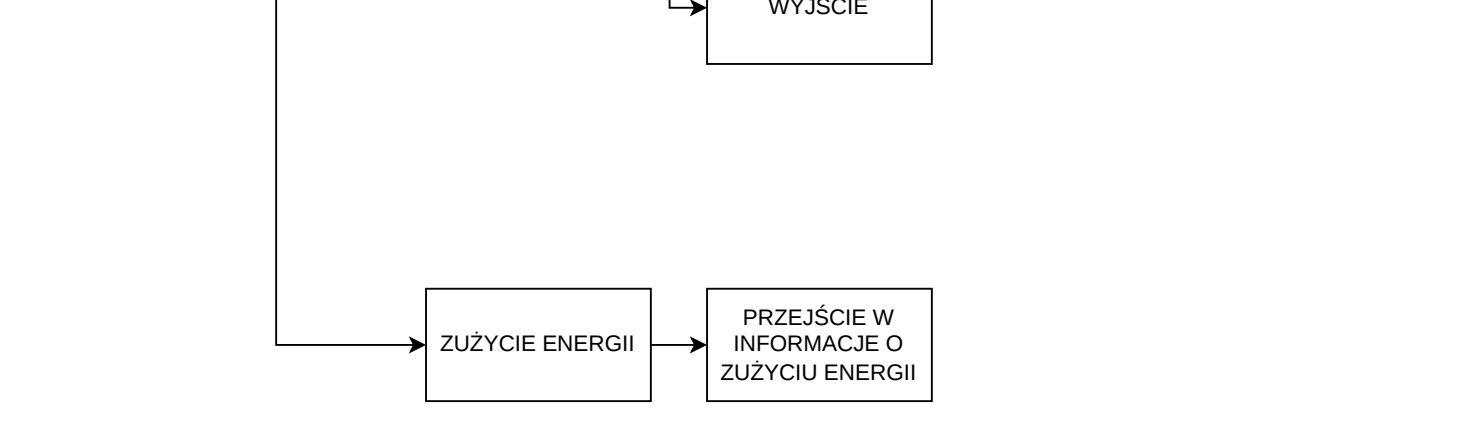 WYJŚCIE
ZUŻYCIE ENERGII
PRZEJŚCIE W
INFORMACJE O
ZUŻYCIU ENERGII